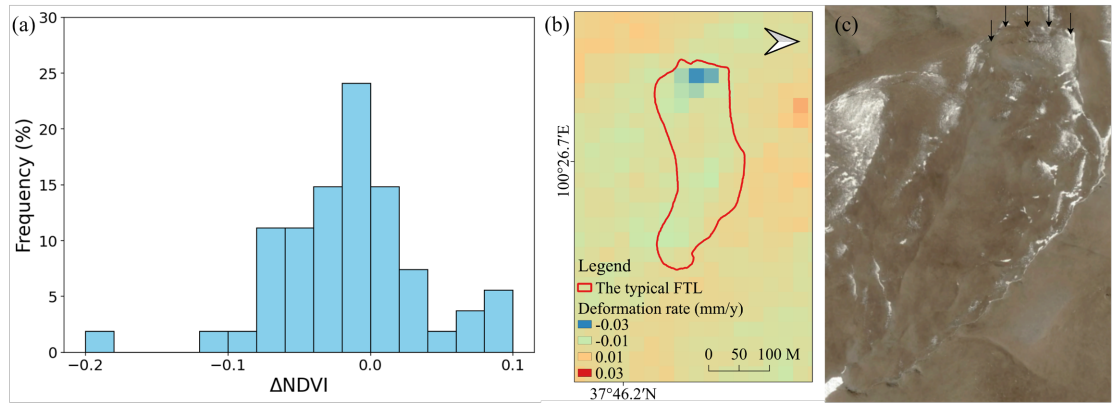 (a)
30
25
20
15
10
5
0
Frequency (%)
−0.2
−0.1
0.0
0.1
ΔNDVI
(b)
100°26.7′E
Legend
The typical FTL
Deformation rate (mm/y)
-0.03
-0.01
0.01
0.03
0 50 100 M
37°46.2′N
(c)